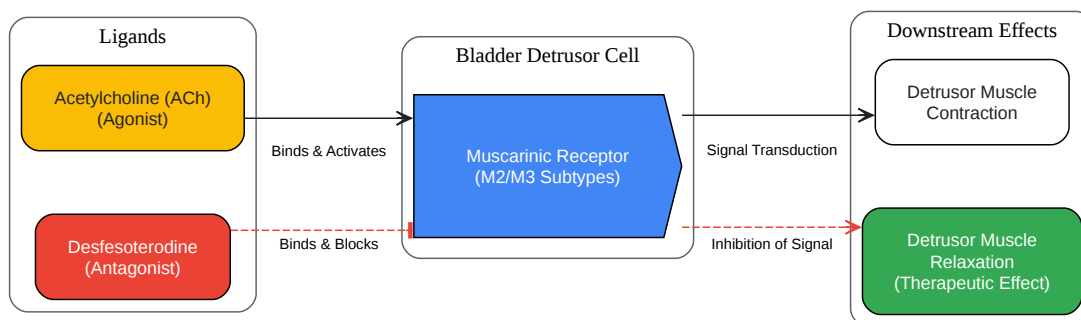 Ligands
Acetylcholine (ACh)
(Agonist)
Desfesoterodine
(Antagonist)
Binds & Activates
Binds & Blocks
Bladder Detrusor Cell
Muscarinic Receptor
(M2/M3 Subtypes)
Signal Transduction
Inhibition of Signal
Downstream Effects
Detrusor Muscle
Contraction
Detrusor Muscle
Relaxation
(Therapeutic Effect)